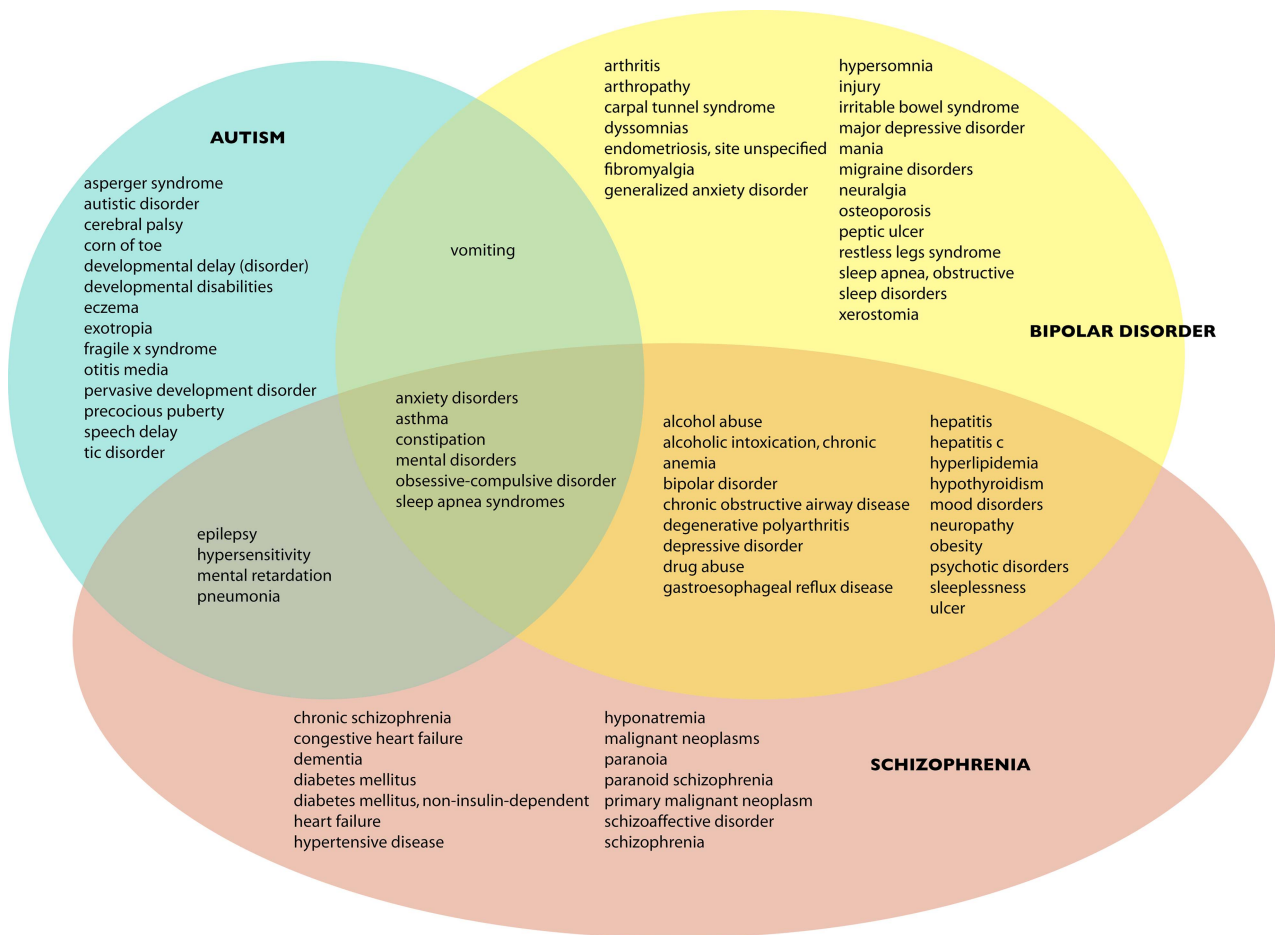 AUTISM
asperger syndrome
autistic disorder
cerebral palsy
corn of toe
developmental delay (disorder)
developmental disabilities
eczema
exotropia
fragile x syndrome
otitis media
pervasive development disorder
precocious puberty
speech delay
tic disorder
vomiting
arthritis
arthropathy
carpal tunnel syndrome
dyssomnias
endometriosis, site unspecified
fibromyalgia
generalized anxiety disorder
hypersomnia
injury
irritable bowel syndrome
major depressive disorder
mania
migraine disorders
neuralgia
osteoporosis
peptic ulcer
restless legs syndrome
sleep apnea, obstructive
sleep disorders
xerostomia
BIPOLAR DISORDER
anxiety disorders
asthma
constipation
mental disorders
obsessive-compulsive disorder
sleep apnea syndromes
alcohol abuse
alcoholic intoxication, chronic
anemia
bipolar disorder
chronic obstructive airway disease
degenerative polyarthritis
depressive disorder
drug abuse
gastroesophageal reflux disease
hepatitis
hepatitis c
hyperlipidemia
hypothyroidism
mood disorders
neuropathy
obesity
psychotic disorders
sleeplessness
ulcer
epilepsy
hypersensitivity
mental retardation
pneumonia
chronic schizophrenia
congestive heart failure
dementia
diabetes mellitus
diabetes mellitus, non-insulin-dependent
heart failure
hypertensive disease
hyponatremia
malignant neoplasms
paranoia
paranoid schizophrenia
primary malignant neoplasm
schizoaffective disorder
schizophrenia
SCHIZOPHRENIA